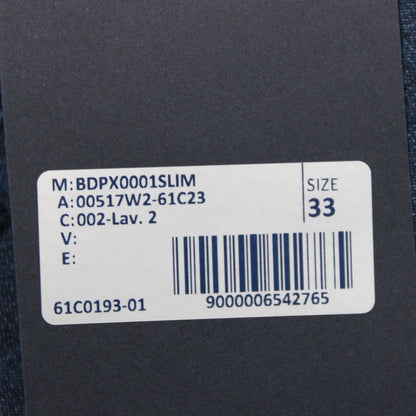 M: BDPX0001SLIM
A: 00517W2-61C23
C: 002-Lav. 2
V:
E:
SIZE
33
61C0193-01
9000006542765